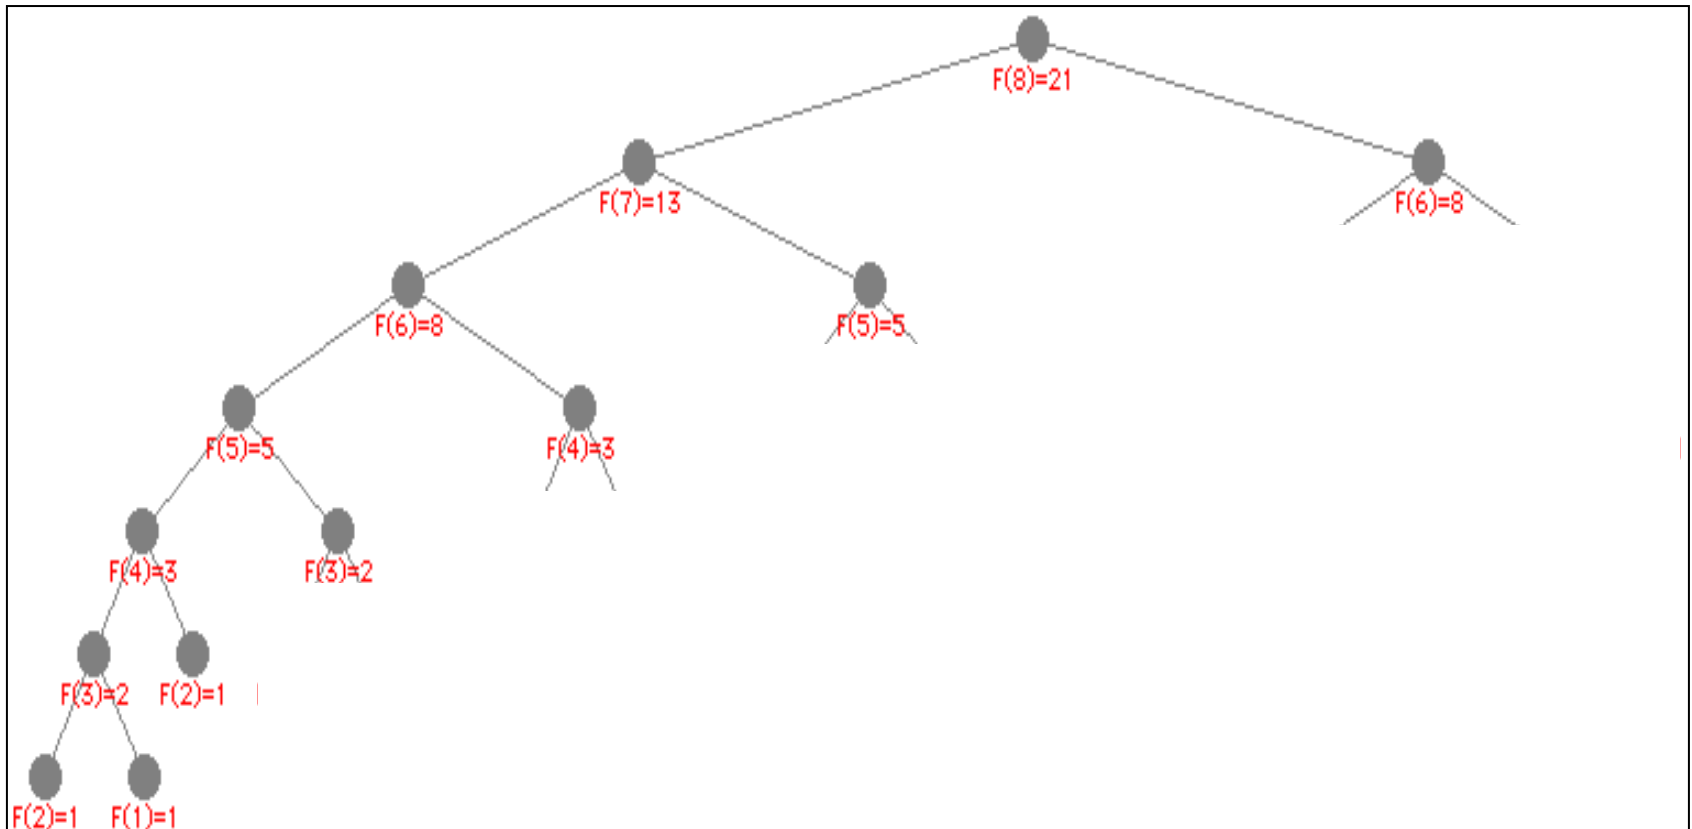 F(8)=21
F(7)=13
F(6)=8
F(6)=8
F(5)=5
F(5)=5
F(4)=3
F(4)=3
F(3)=2
F(3)=2
F(2)=1
F(2)=1
F(1)=1